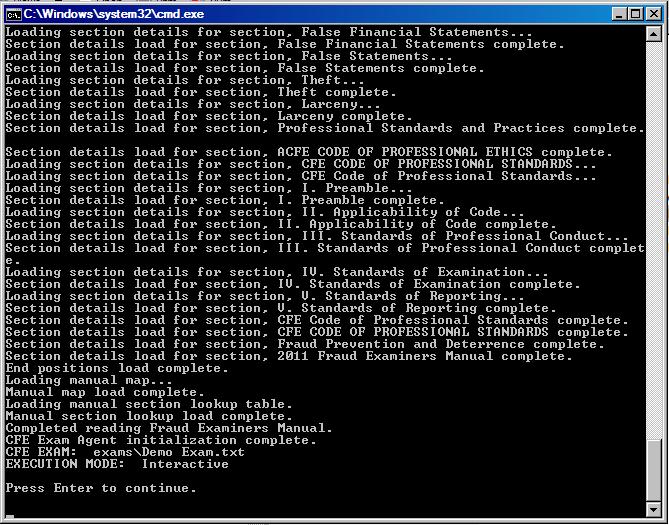 C:\Windows\system32\cmd.exe
Loading section details for section, False Financial Statements...
Section details load for section, False Financial Statements complete.
Loading section details for section, False Statements...
Section details load for section, False Statements complete.
Loading section details for section, Theft...
Section details load for section, Theft complete.
Loading section details for section, Larceny...
Section details load for section, Larceny complete.
Section details load for section, Professional Standards and Practices complete.
Section details load for section, ACFE CODE OF PROFESSIONAL ETHICS complete.
Loading section details for section, CFE CODE OF PROFESSIONAL STANDARDS...
Loading section details for section, CFE Code of Professional Standards...
Loading section details for section, I. Preamble...
Section details load for section, I. Preamble complete.
Loading section details for section, II. Applicability of Code...
Section details load for section, II. Applicability of Code complete.
Loading section details for section, III. Standards of Professional Conduct...
Section details load for section, III. Standards of Professional Conduct complet
e.
Loading section details for section, IV. Standards of Examination...
Section details load for section, IV. Standards of Examination complete.
Loading section details for section, V. Standards of Reporting...
Section details load for section, V. Standards of Reporting complete.
Section details load for section, CFE Code of Professional Standards complete.
Section details load for section, CFE CODE OF PROFESSIONAL STANDARDS complete.
Section details load for section, Fraud Prevention and Deterrence complete.
Section details load for section, 2011 Fraud Examiners Manual complete.
End positions load complete.
Loading manual map...
Manual map load complete.
Loading manual section lookup table.
Manual section lookup load complete.
Completed reading Fraud Examiners Manual.
CFE Exam Agent initialization complete.
CFE EXAM:  exams\Demo Exam.txt
EXECUTION MODE:  Interactive
Press Enter to continue.